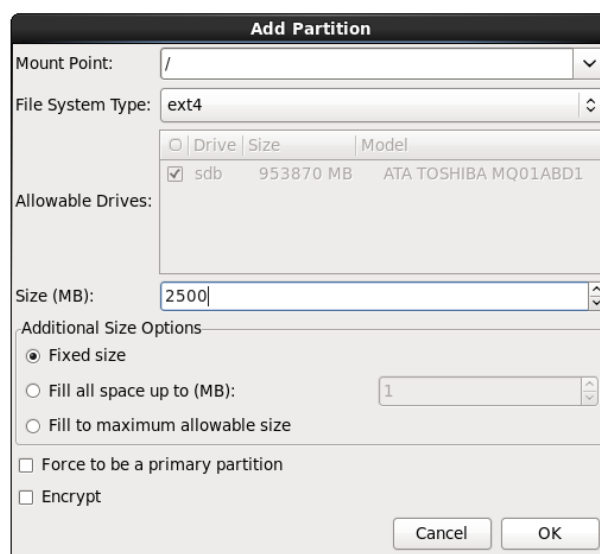 Add Partition
Mount Point: /
File System Type: ext4
Drive Size Model
sdb 953870 MB ATA TOSHIBA MQ01ABD1
Allowable Drives:
Size (MB): 2500
Additional Size Options
Fixed size
Fill all space up to (MB): 1
Fill to maximum allowable size
Force to be a primary partition
Encrypt
Cancel OK